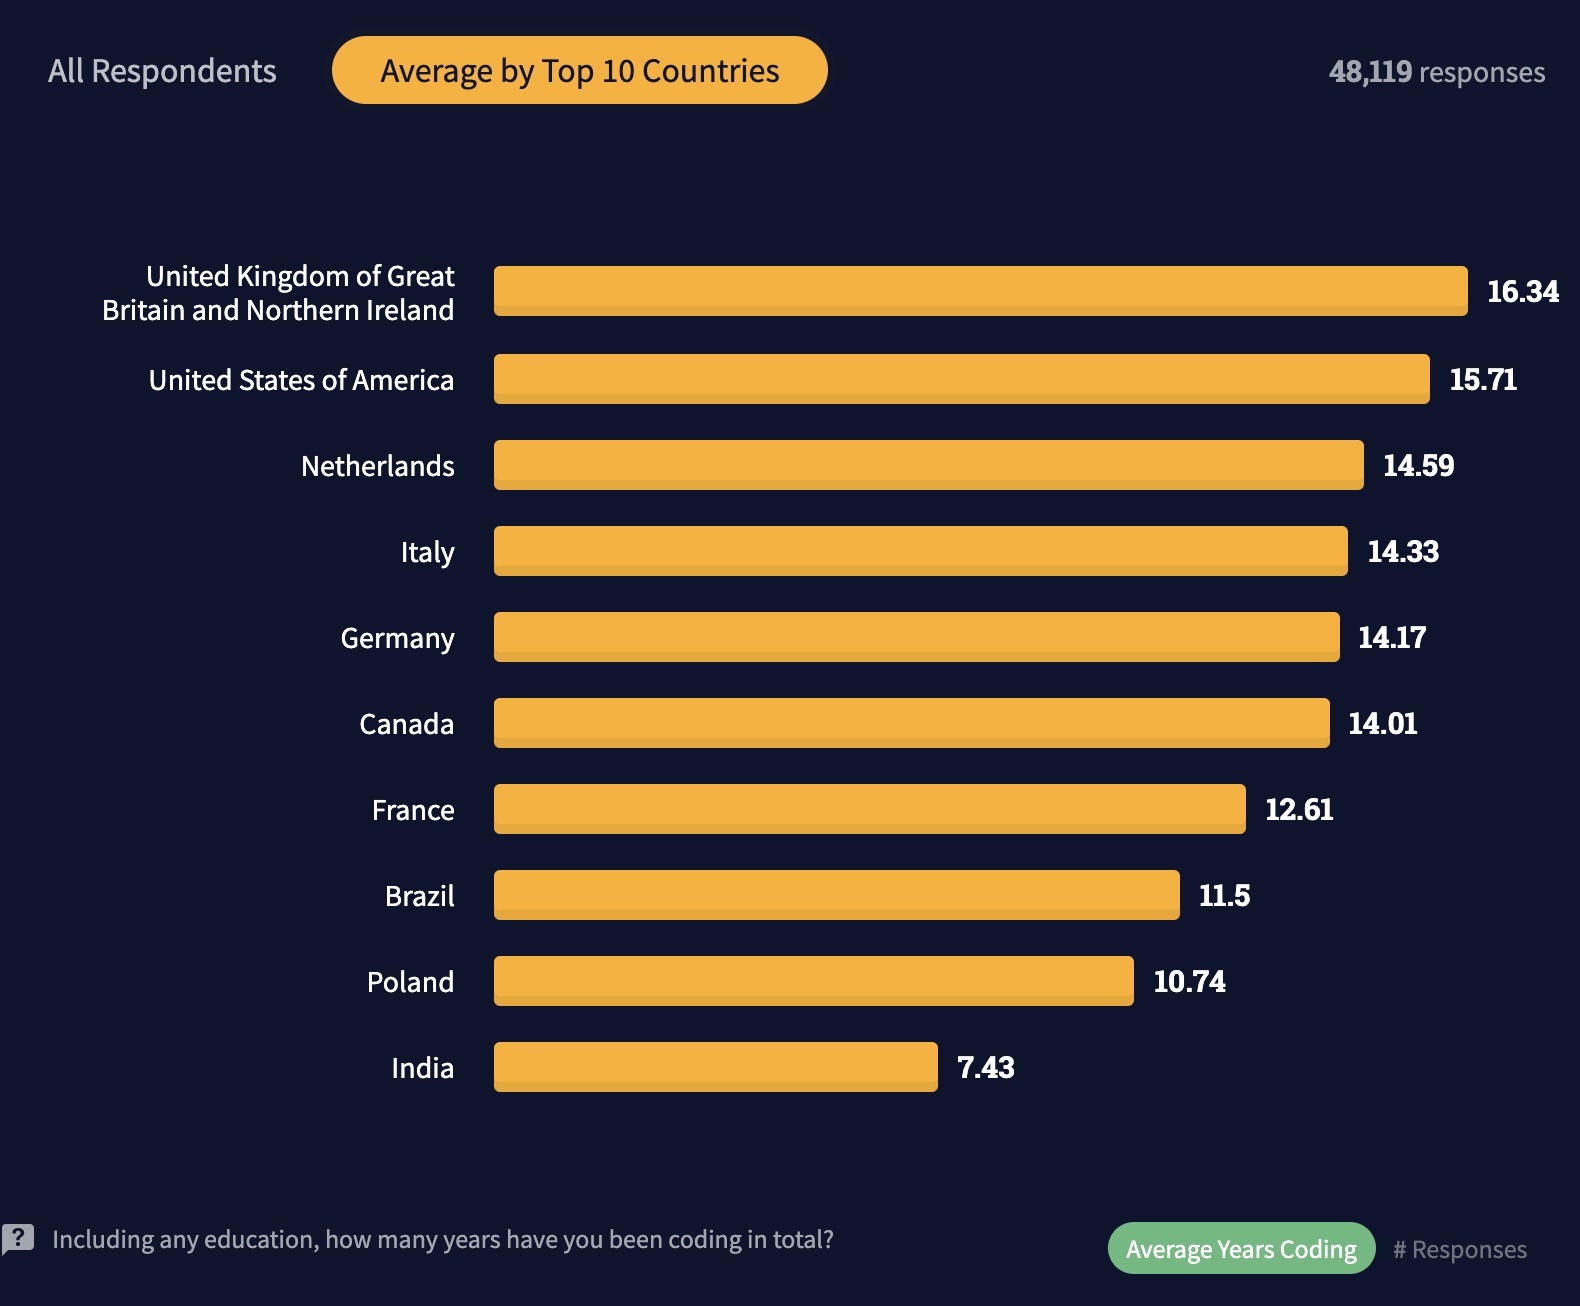 All Respondents
Average by Top 10 Countries
48,119 responses
United Kingdom of Great
Britain and Northern Ireland
16.34
United States of America
15.71
Netherlands
14.59
Italy
14.33
Germany
14.17
Canada
14.01
France
12.61
Brazil
11.5
Poland
10.74
India
7.43
? Including any education, how many years have you been coding in total?
Average Years Coding
# Responses